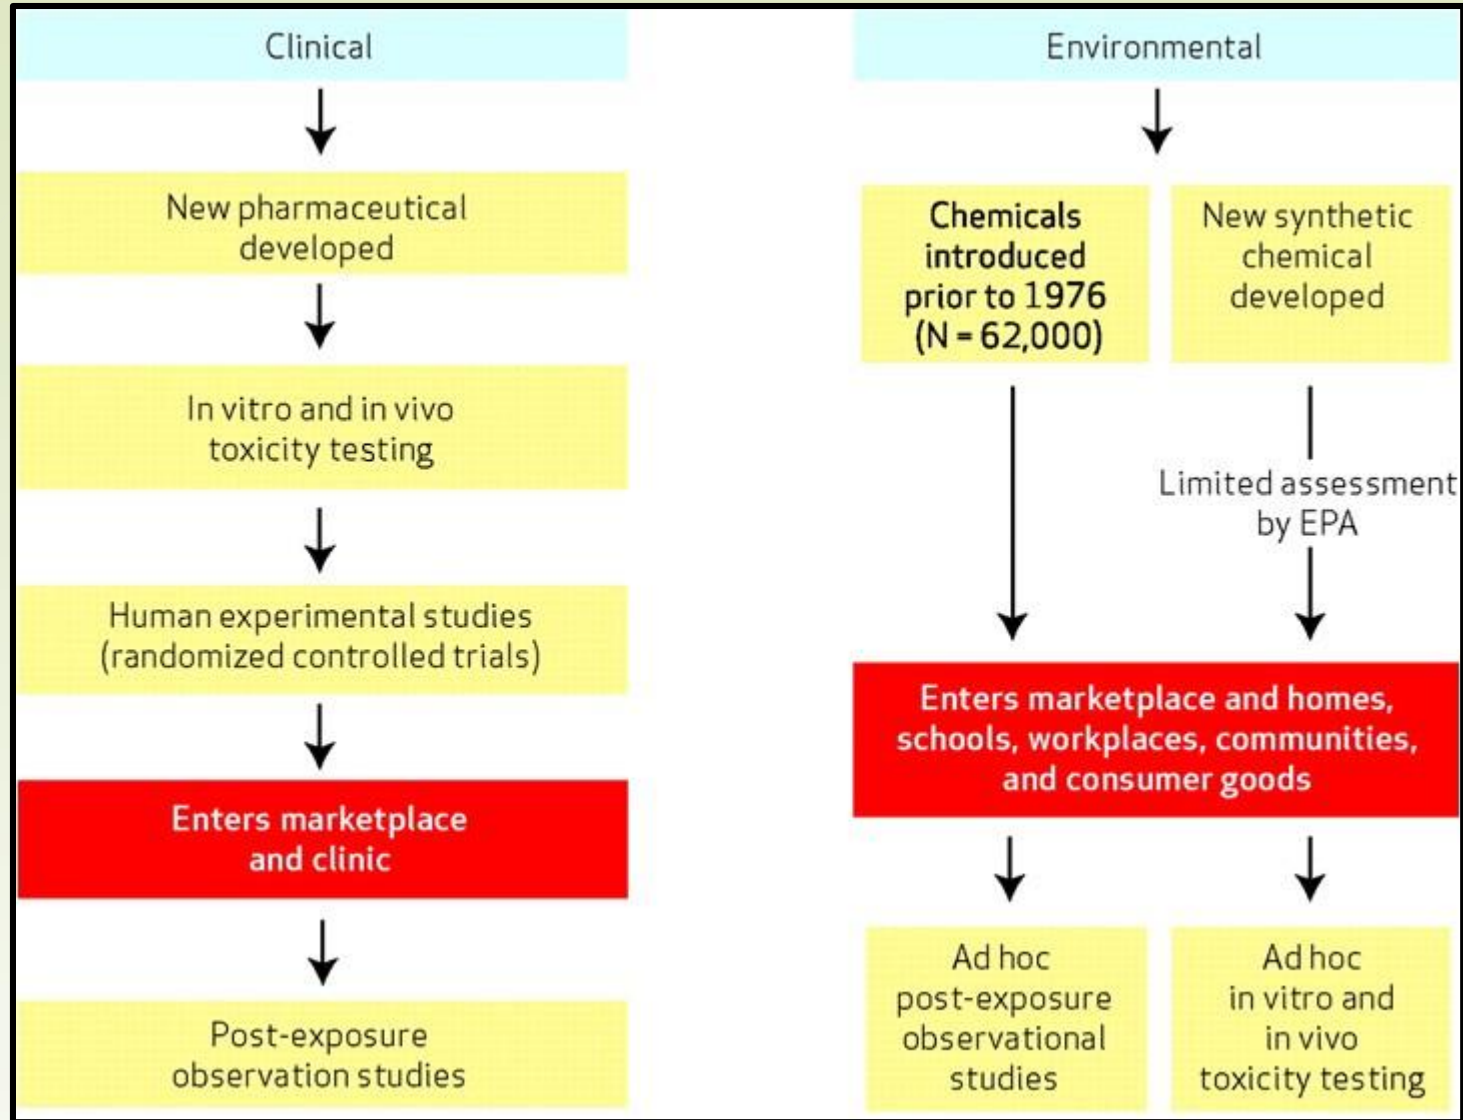 Clinical
New pharmaceutical
developed
In vitro and in vivo
toxicity testing
Human experimental studies
(randomized controlled trials)
Enters marketplace
and clinic
Post-exposure
observation studies
Environmental
Chemicals
introduced
prior to 1976
(N = 62,000)
New synthetic
chemical
developed
Limited assessment
by EPA
Enters marketplace and homes,
schools, workplaces, communities,
and consumer goods
Ad hoc
post-exposure
observational
studies
Ad hoc
in vitro and
in vivo
toxicity testing